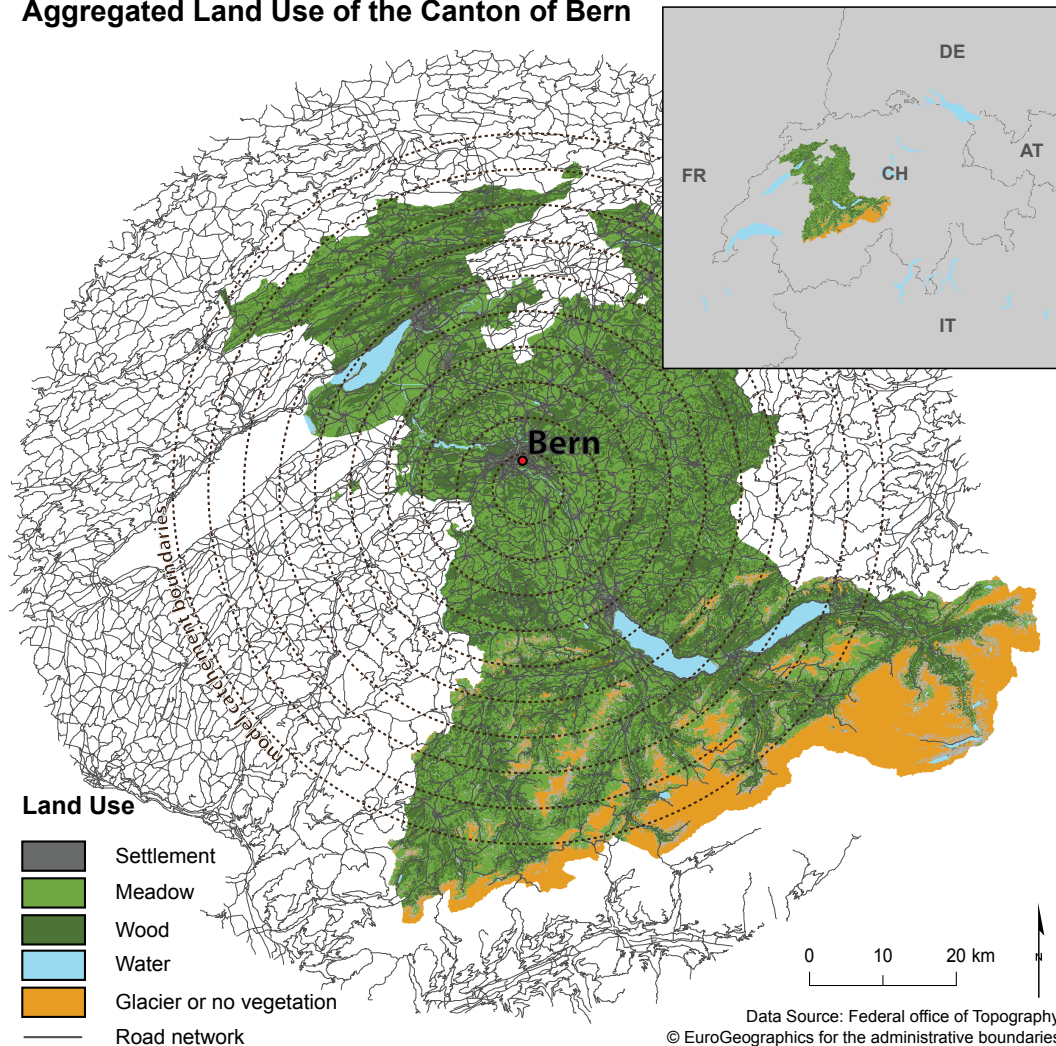 Aggregated Land Use of the Canton of Bern
DE
FR
CH
AT
IT
Bern
model catchement boundaries
Land Use
Settlement
Meadow
Wood
Water
Glacier or no vegetation
Road network
0 10 20 km
N
Data Source: Federal office of Topography
© EuroGeographics for the administrative boundaries